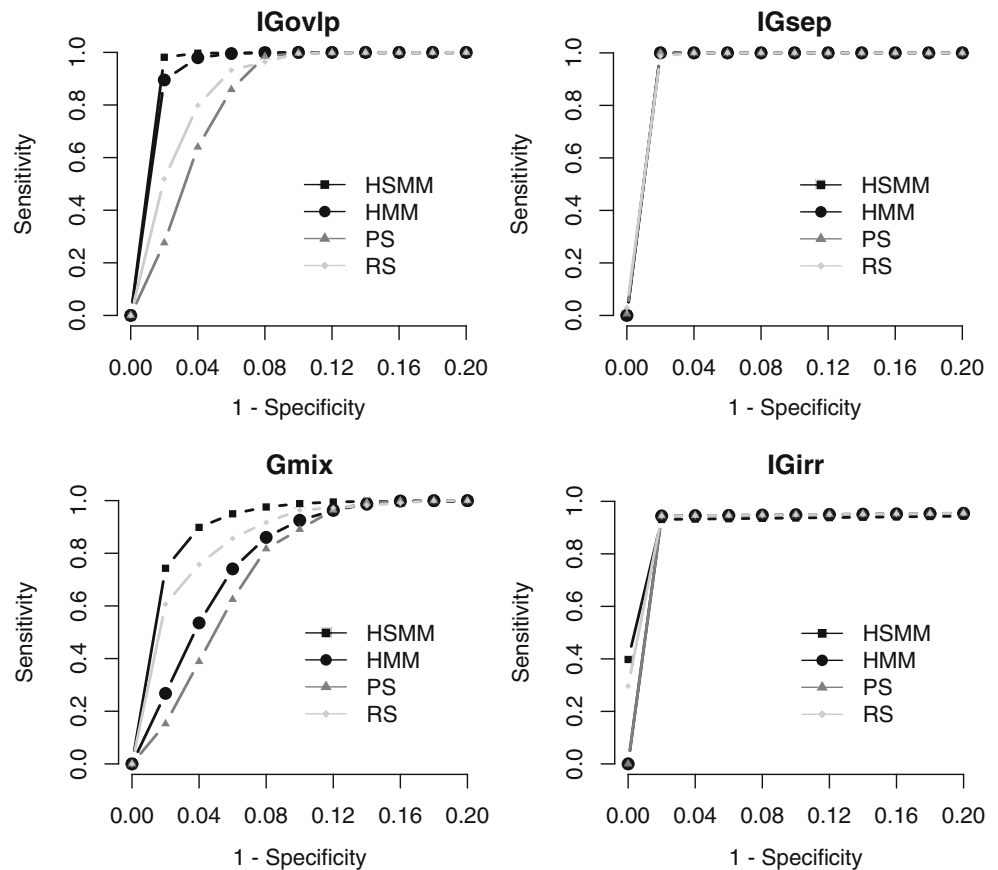 IGovlp
Sensitivity
1.0
0.8
0.6
0.4
0.2
0.0
HSMM
HMM
PS
RS
0.00 0.04 0.08 0.12 0.16 0.20
1 - Specificity
IGsep
Sensitivity
1.0
0.8
0.6
0.4
0.2
0.0
HSMM
HMM
PS
RS
0.00 0.04 0.08 0.12 0.16 0.20
1 - Specificity
Gmix
Sensitivity
1.0
0.8
0.6
0.4
0.2
0.0
HSMM
HMM
PS
RS
0.00 0.04 0.08 0.12 0.16 0.20
1 - Specificity
IGirr
Sensitivity
1.0
0.8
0.6
0.4
0.2
0.0
HSMM
HMM
PS
RS
0.00 0.04 0.08 0.12 0.16 0.20
1 - Specificity